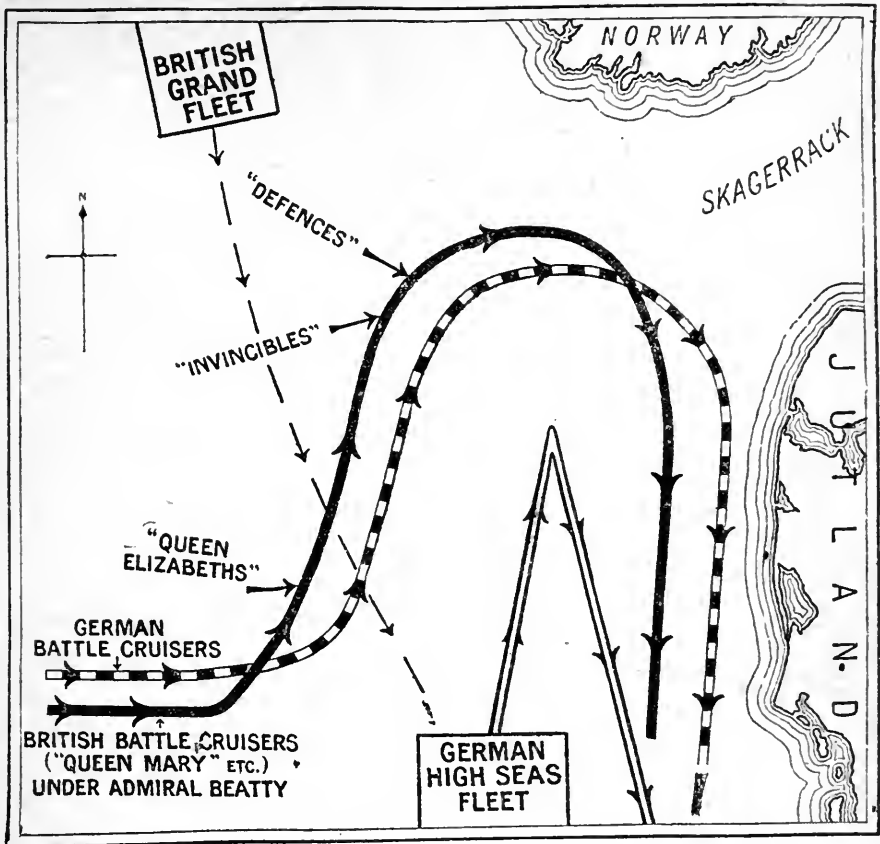 BRITISH
GRAND
FLEET
NORWAY
SKAGERRACK
N
"DEFENCES"
"INVINCIBLES"
"QUEEN
ELIZABETHS"
GERMAN
BATTLE CRUISERS
BRITISH BATTLE CRUISERS
("QUEEN MARY" ETC.)
UNDER ADMIRAL BEATTY
GERMAN
HIGH SEAS
FLEET
JUTLAND